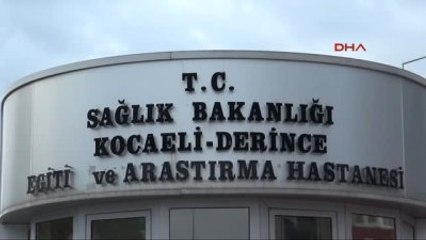 DHA
T.C.
SAĞLIK BAKANLIĞI
KOCAELİ-DERİNCE
EĞİTİ ve ARAŞTIRMA HASTANESİ